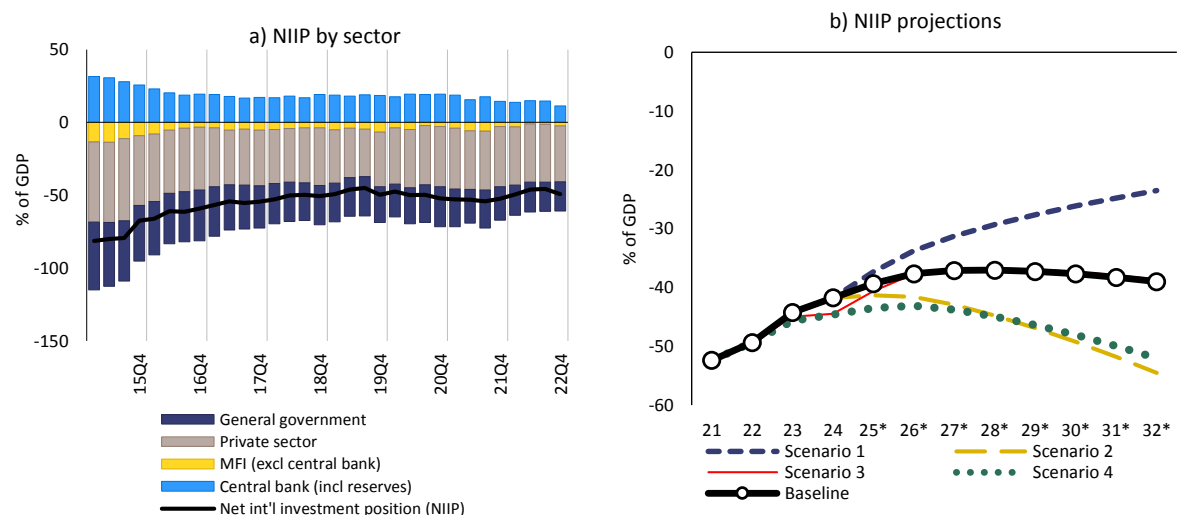 a) NIIP by sector
% of GDP
50
0
-50
-100
-150
15Q4
16Q4
17Q4
18Q4
19Q4
20Q4
21Q4
22Q4
General government
Private sector
MFI (excl central bank)
Central bank (incl reserves)
Net int'l investment position (NIIP)
b) NIIP projections
% of GDP
0
-10
-20
-30
-40
-50
-60
21 22 23 24 25* 26* 27* 28* 29* 30* 31* 32*
Scenario 1 Scenario 2
Scenario 3 Scenario 4
Baseline